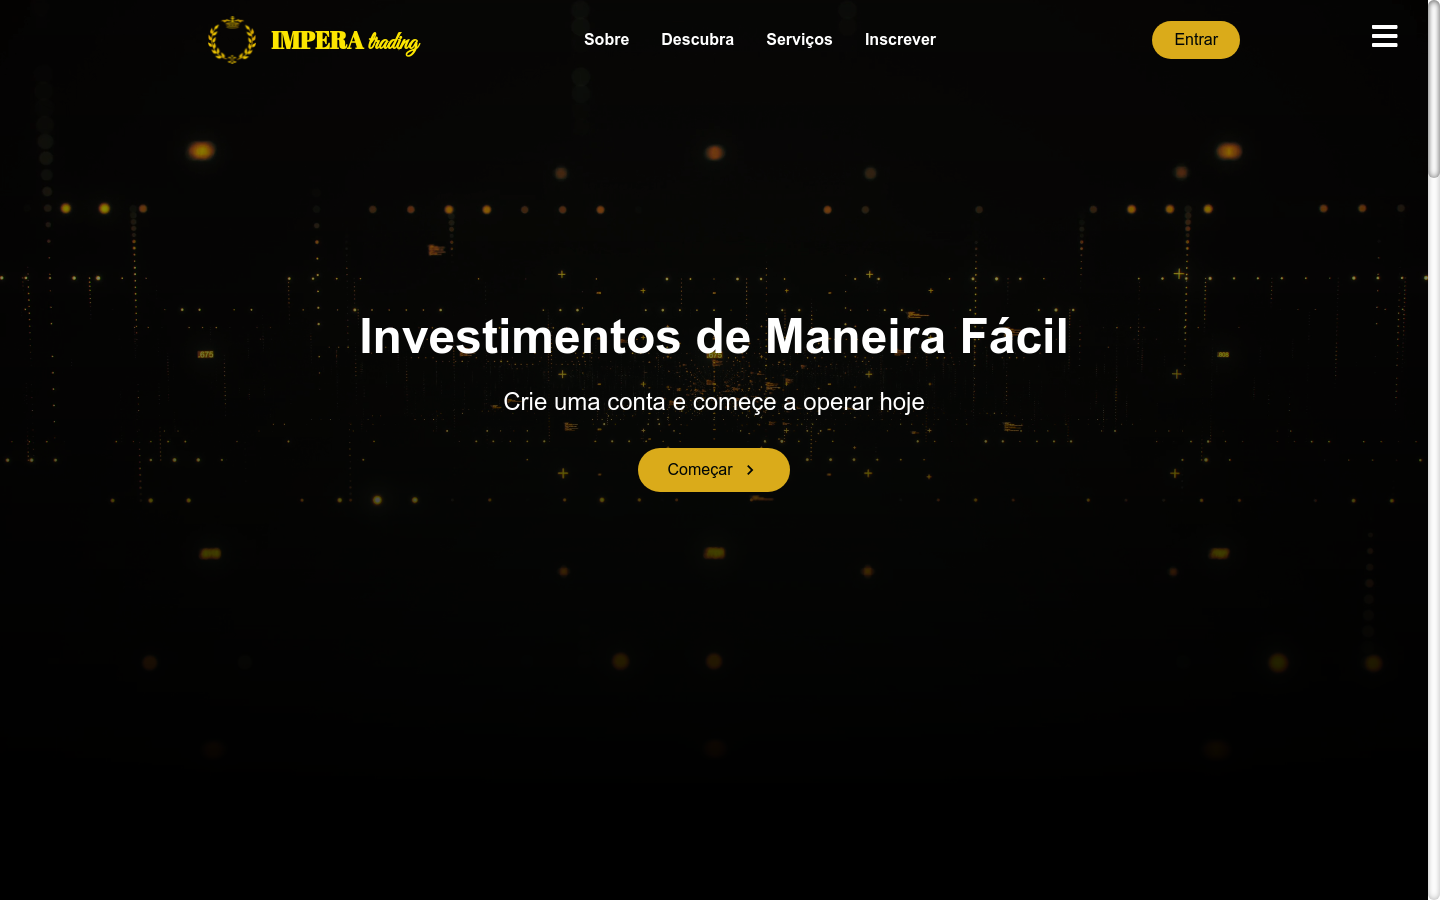 IMPERA trading
Sobre
Descubra
Serviços
Inscrever
Entrar
Investimentos de Maneira Fácil
Crie uma conta e começe a operar hoje
Começar